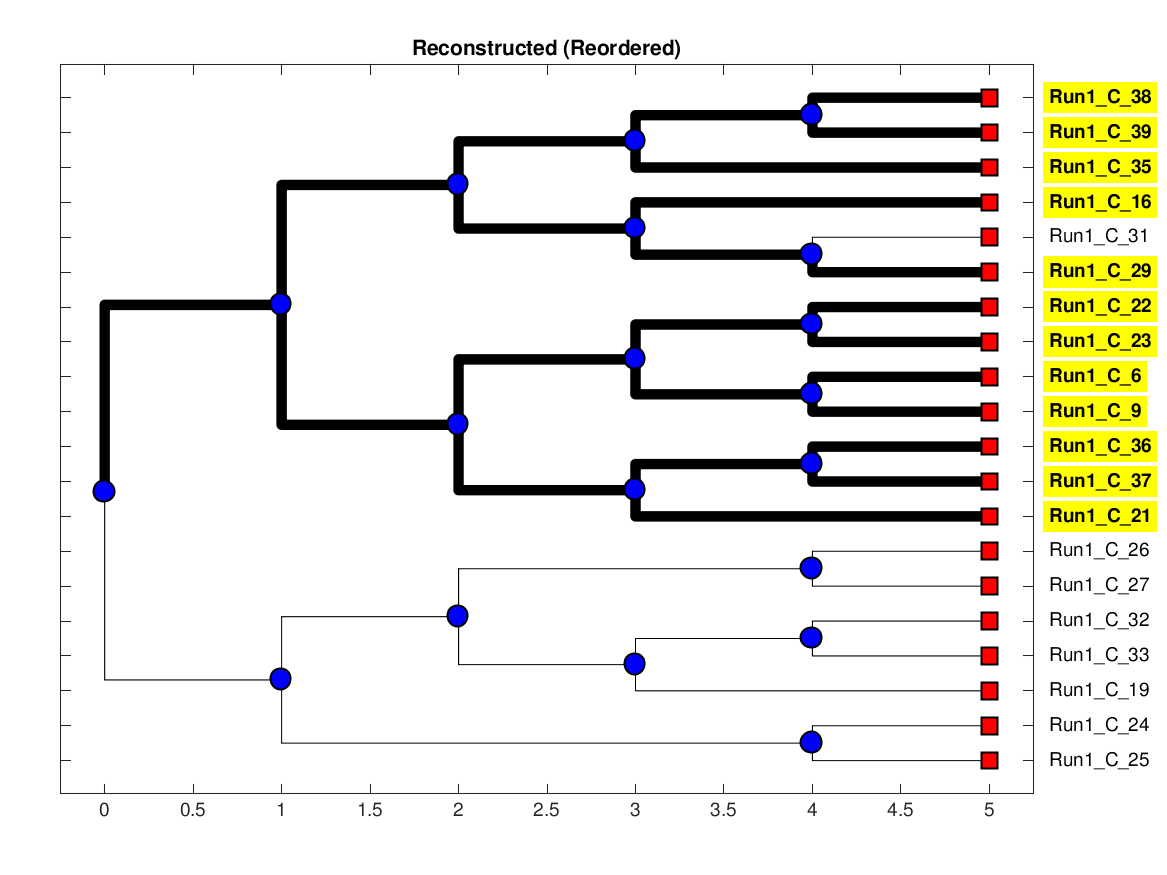 Reconstructed (Reordered)
Run1_C_38
Run1_C_39
Run1_C_35
Run1_C_16
Run1_C_31
Run1_C_29
Run1_C_22
Run1_C_23
Run1_C_6
Run1_C_9
Run1_C_36
Run1_C_37
Run1_C_21
Run1_C_26
Run1_C_27
Run1_C_32
Run1_C_33
Run1_C_19
Run1_C_24
Run1_C_25
0 0.5 1 1.5 2 2.5 3 3.5 4 4.5 5